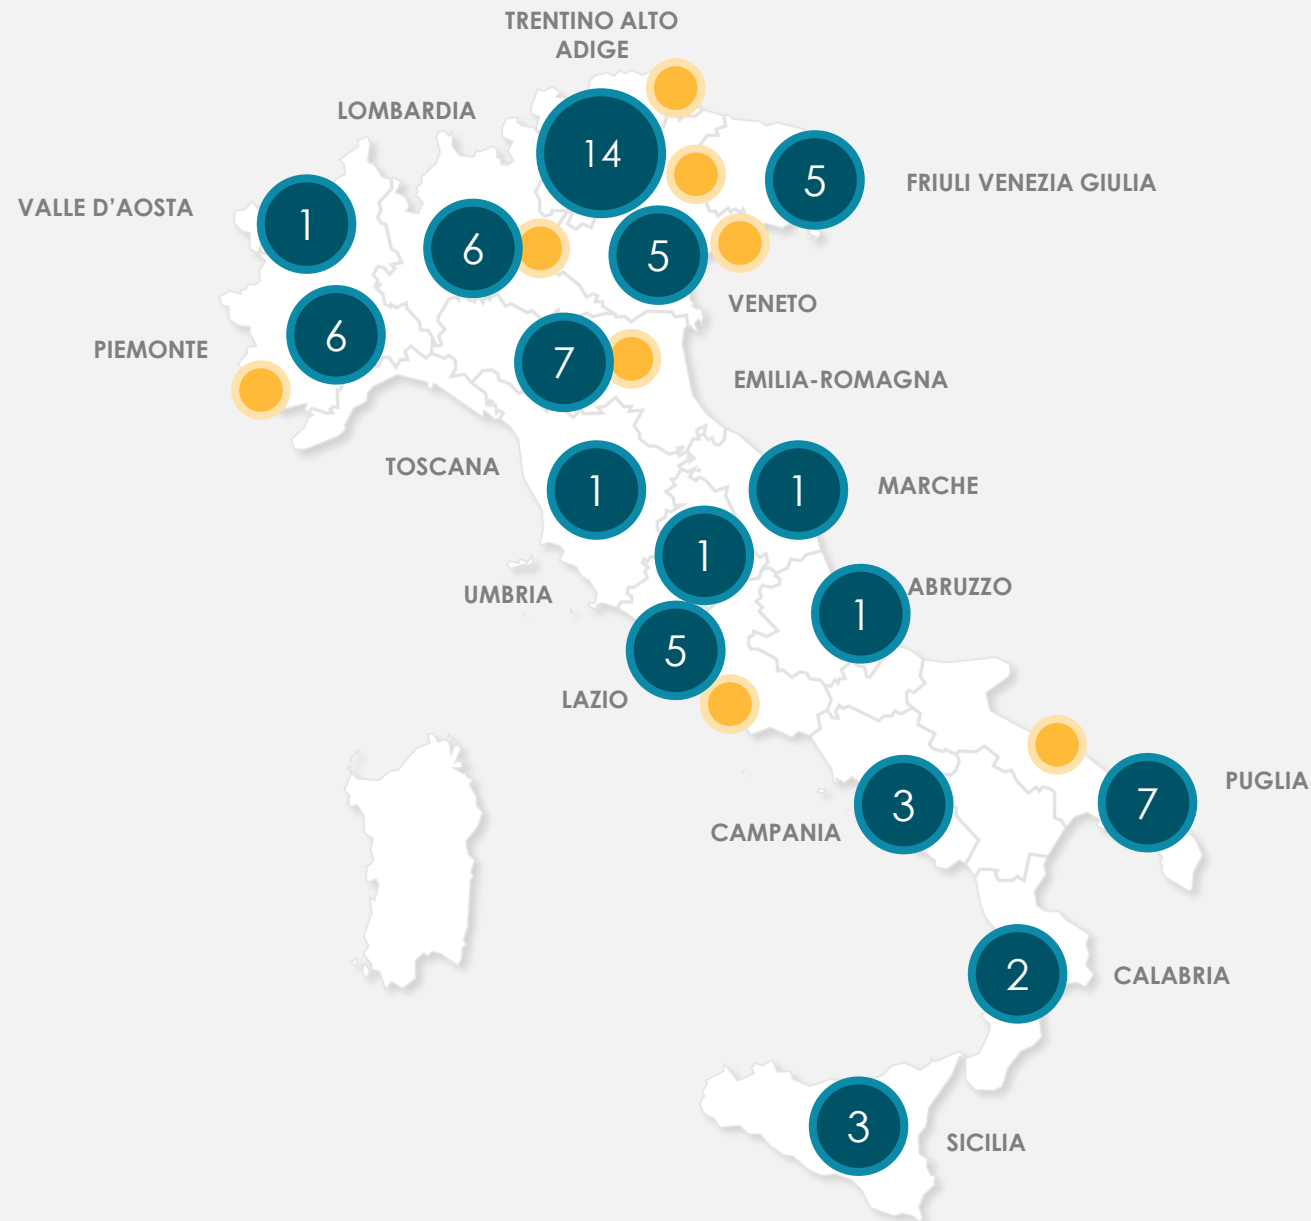 TRENTINO ALTO
ADIGE
LOMBARDIA
14
5
FRIULI VENEZIA GIULIA
VALLE D’AOSTA
1
6
5
VENETO
PIEMONTE
6
7
EMILIA-ROMAGNA
TOSCANA
1
1
MARCHE
UMBRIA
1
ABRUZZO
1
5
LAZIO
PUGLIA
7
CAMPANIA
3
2
CALABRIA
3
SICILIA